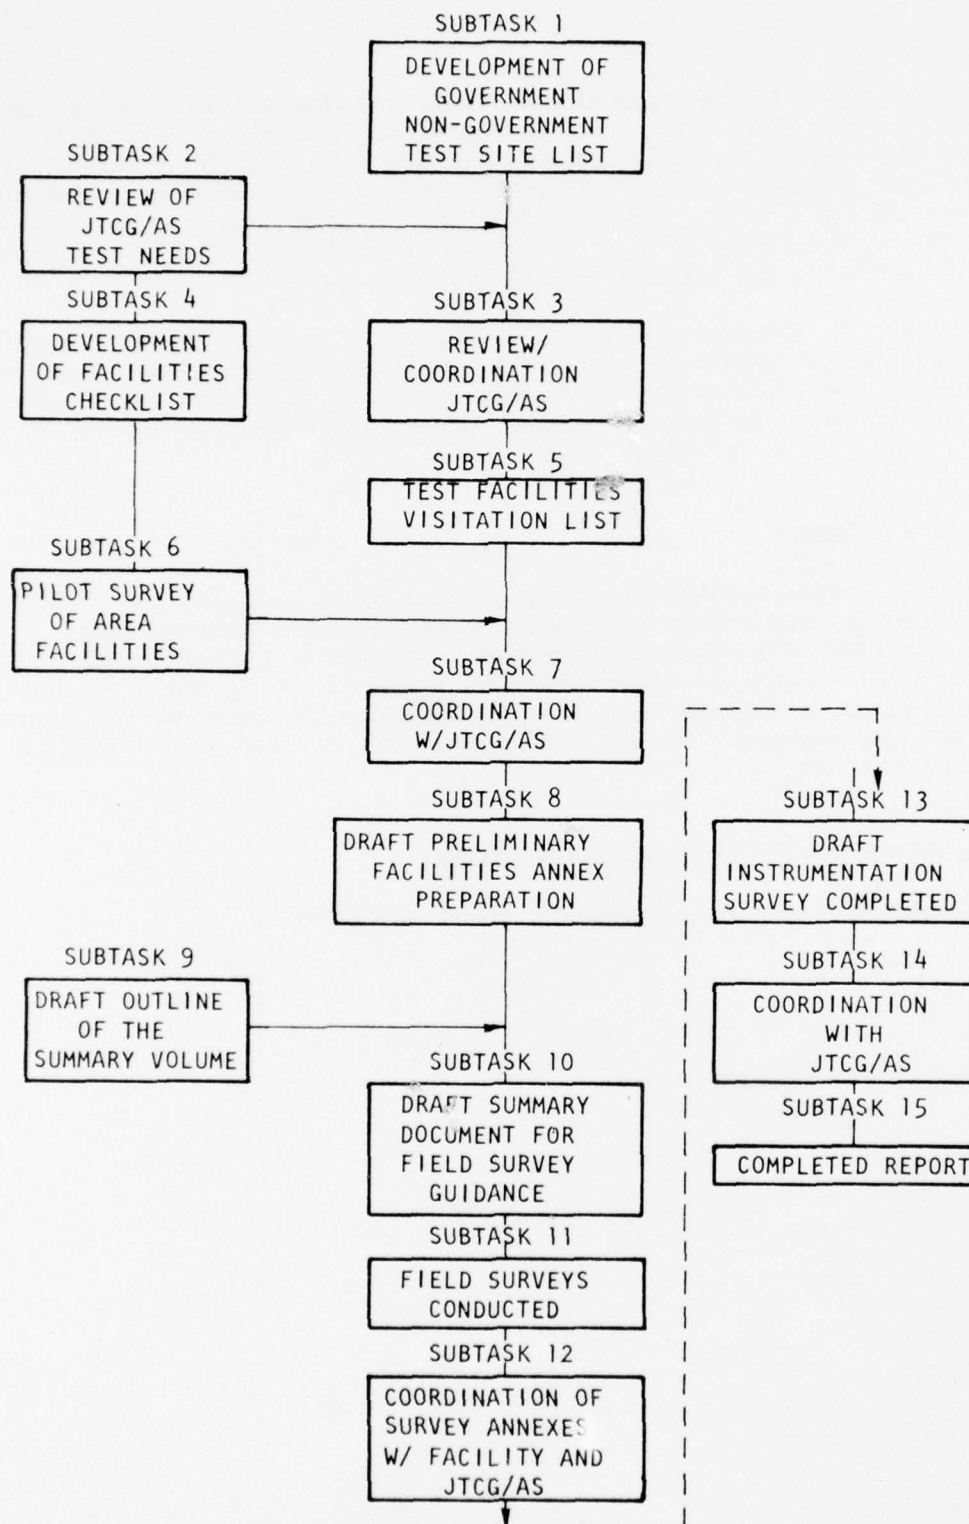 SUBTASK 1
DEVELOPMENT OF
GOVERNMENT
NON-GOVERNMENT
TEST SITE LIST
SUBTASK 2
REVIEW OF
JTCG/AS
TEST NEEDS
SUBTASK 3
REVIEW/
COORDINATION
JTCG/AS
SUBTASK 4
DEVELOPMENT
OF FACILITIES
CHECKLIST
SUBTASK 5
TEST FACILITIES
VISITATION LIST
SUBTASK 6
PILOT SURVEY
OF AREA
FACILITIES
SUBTASK 7
COORDINATION
W/JTCG/AS
SUBTASK 8
DRAFT PRELIMINARY
FACILITIES ANNEX
PREPARATION
SUBTASK 9
DRAFT OUTLINE
OF THE
SUMMARY VOLUME
SUBTASK 10
DRAFT SUMMARY
DOCUMENT FOR
FIELD SURVEY
GUIDANCE
SUBTASK 11
FIELD SURVEYS
CONDUCTED
SUBTASK 12
COORDINATION OF
SURVEY ANNEXES
W/ FACILITY AND
JTCG/AS
SUBTASK 13
DRAFT
INSTRUMENTATION
SURVEY COMPLETED
SUBTASK 14
COORDINATION
WITH
JTCG/AS
SUBTASK 15
COMPLETED REPORT